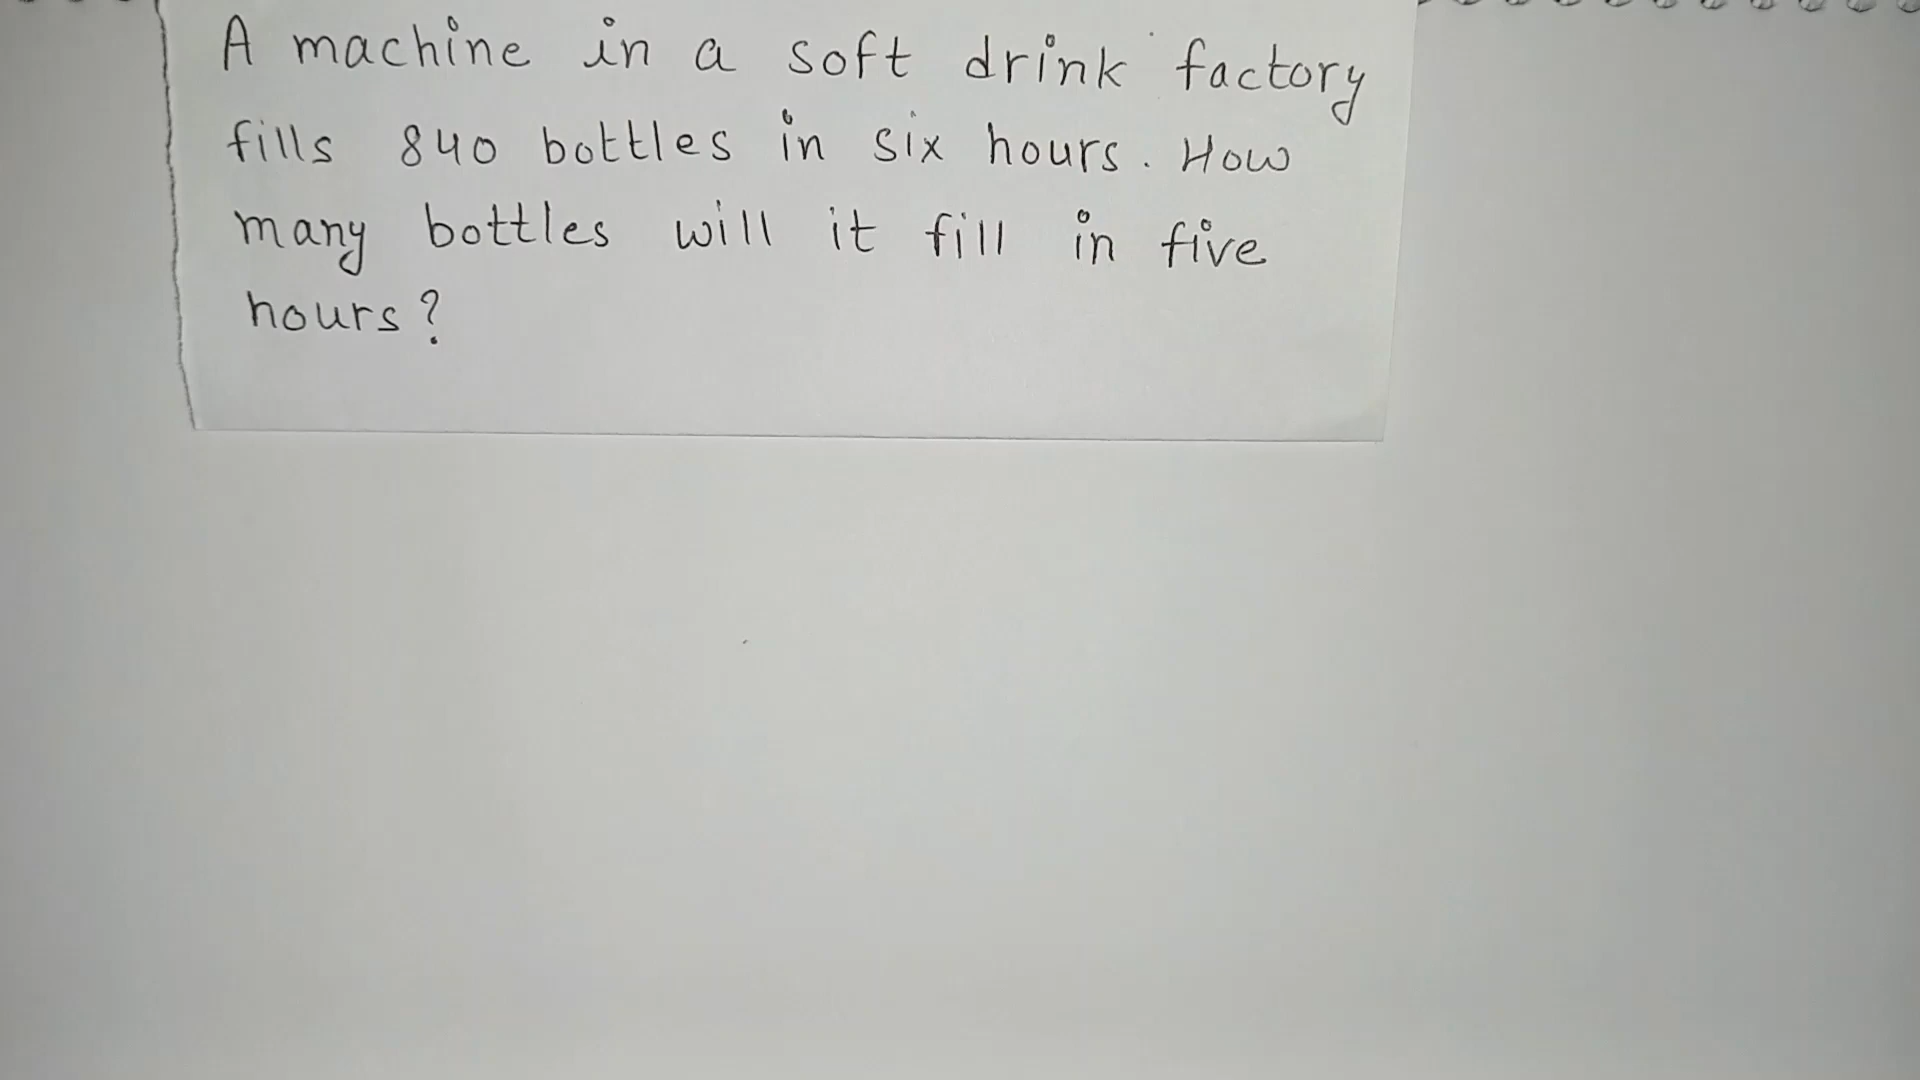 A machine in a soft drink factory
fills 840 bottles in six hours. How
many bottles will it fill in five
hours?